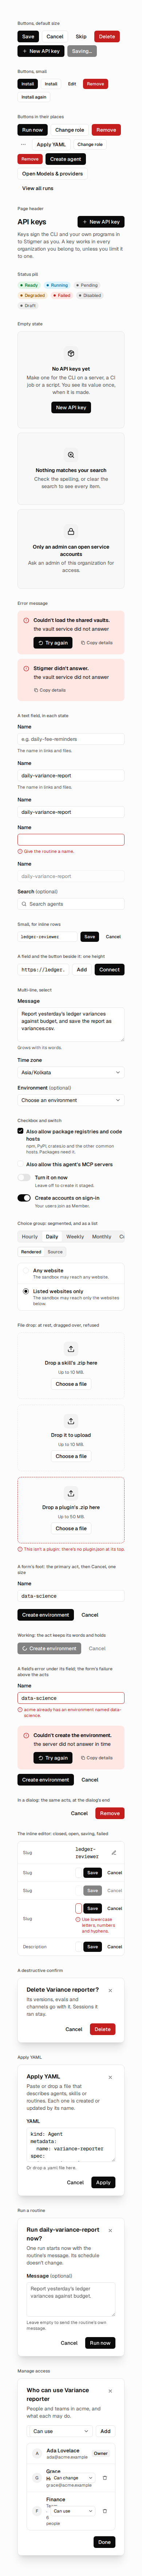 Buttons, default size
Save Cancel Skip Delete
+ New API key Saving…
Buttons, small
Install Install Edit Remove
Install again
Buttons in their places
Run now Change role Remove
Apply YAML Change role
Remove Create agent
Open Models & providers
View all runs
Page header
API keys + New API key
Keys sign the CLI and your own programs in
to Stigmer as you. A key works in every
organization you belong to, unless you limit it
to one.
Status pill
Ready Running Pending
Degraded Failed Disabled
Draft
Empty state
No API keys yet
Make one for the CLI on a server, a CI
job or a script. You see its value once,
when it is made.
New API key
Nothing matches your search
Check the spelling, or clear the
search to see every item.
Only an admin can open service
accounts
Ask an admin of this organization for
access.
Error message
Couldn't load the shared vaults.
the vault service did not answer
Try again Copy details
Stigmer didn't answer.
the vault service did not answer
Copy details
A text field, in each state
Name
e.g. daily-fee-reminders
The name in links and files.
Name
daily-variance-report
The name in links and files.
Name
daily-variance-report
Name
Give the routine a name.
Name
daily-variance-report
Search (optional)
Search agents
Small, for inline rows
ledger-reviewer Save Cancel
A field and the button beside it: one height
https://ledger. Add Connect
Multi-line, select
Message
Report yesterday's ledger variances
against budget, and save the report as
variances.csv.
Grows with its words.
Time zone
Asia/Kolkata
Environment (optional)
Choose an environment
Checkbox and switch
Also allow package registries and code
hosts
npm, PyPI, crates.io and the other common
hosts. Packages need it.
Also allow this agent's MCP servers
Turn it on now
Leave off to create it staged.
Create accounts on sign-in
Your users join as Member.
Choice group: segmented, and as a list
Hourly Daily Weekly Monthly
Rendered Source
Any website
The sandbox may reach any website.
Listed websites only
The sandbox may reach only the websites
below.
File drop: at rest, dragged over, refused
Drop a skill's .zip here
Up to 10 MB.
Choose a file
Drop it to upload
Up to 10 MB.
Choose a file
Drop a plugin's .zip here
Up to 50 MB.
Choose a file
This isn't a plugin: there's no plugin.json at its top.
A form's foot: the primary act, then Cancel, one
size
Name
data-science
Create environment Cancel
Working: the act keeps its words and holds
Create environment Cancel
A field's error under its field; the form's failure
above the acts
Name
data-science
acme already has an environment named data-
science.
Couldn't create the environment.
the server did not answer in time
Try again Copy details
Create environment Cancel
In a dialog: the same acts, at the dialog's end
Cancel Remove
The inline editor: closed, open, saving, failed
Slug ledger-
reviewer
Slug Save Cancel
Slug Save Cancel
Slug Save Cancel
Use lowercase
letters, numbers
and hyphens.
Description Save Cancel
A destructive confirm
Delete Variance reporter?
Its versions, evals and
channels go with it. Sessions it
ran stay.
Cancel Delete
Apply YAML
Apply YAML
Paste or drop a file that
describes agents, skills or
routines. Each one is created or
updated by its name.
YAML
kind: Agent
metadata:
name: variance-reporter
spec:
Or drop a .yaml file here.
Cancel Apply
Run a routine
Run daily-variance-report
now?
One run starts now with the
routine's message. Its schedule
doesn't change.
Message (optional)
Report yesterday's ledger
variances against budget.
Leave empty to send the routine's own
message.
Cancel Run now
Manage access
Who can use Variance
reporter
People and teams in acme, and
what each may do.
Can use Add
A Ada Lovelace Owner
ada@acme.example
G Grace
Can change
grace@acme.example
F Finance
Can use
6
people
Done